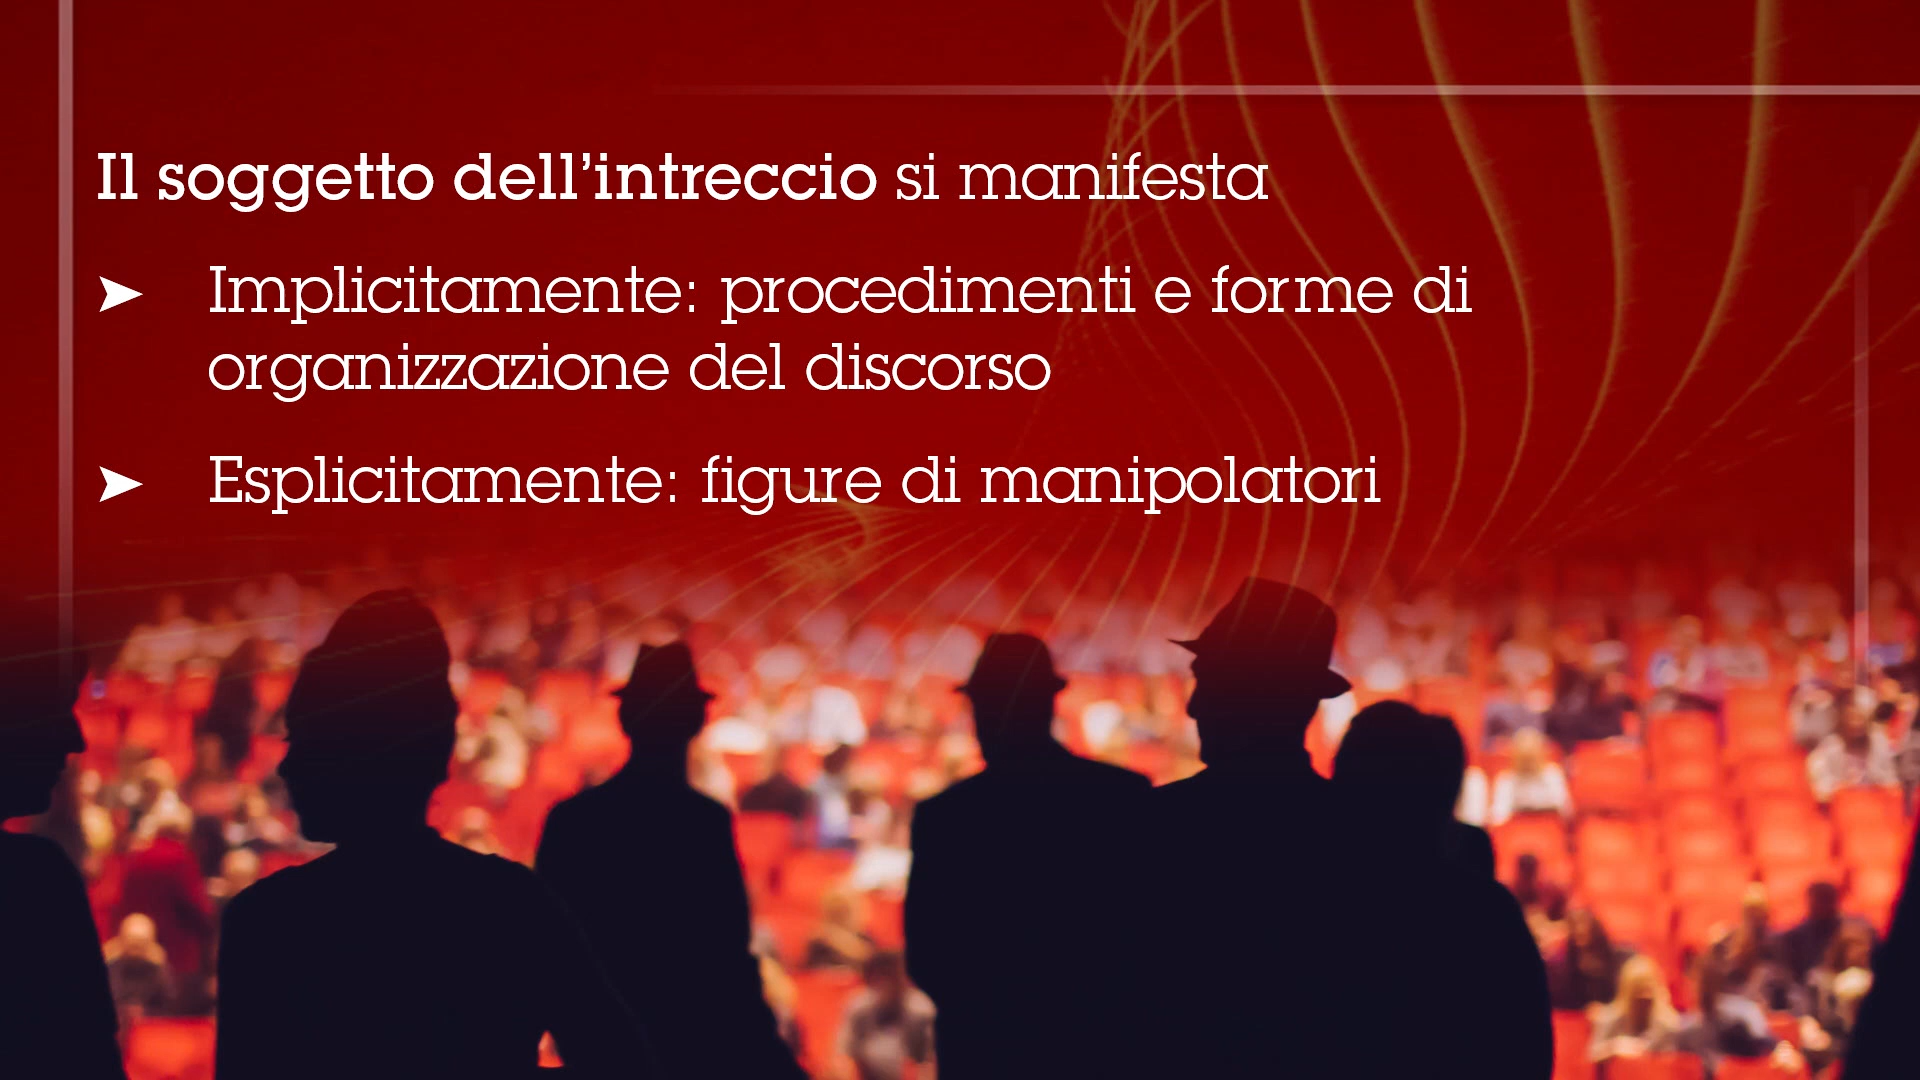 Il soggetto dell’intreccio si manifesta
➤ Implicitamente: procedimenti e forme di
organizzazione del discorso
➤ Esplicitamente: figure di manipolatori